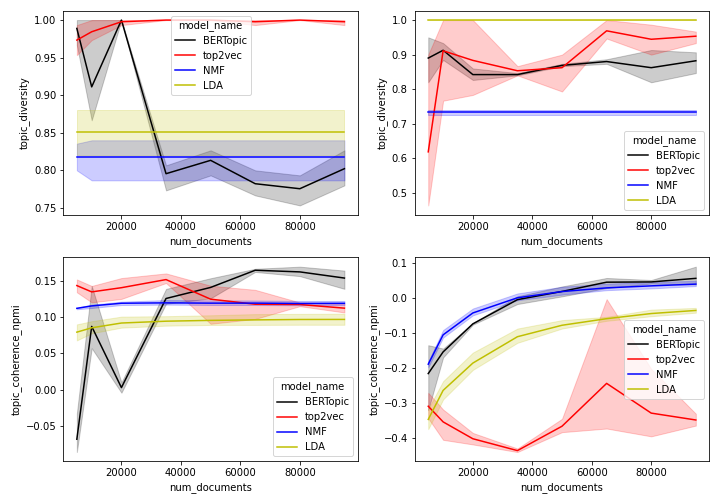 topic_diversity
1.00
0.95
0.90
0.85
0.80
0.75
model_name
BERTopic
top2vec
NMF
LDA
20000 40000 60000 80000
num_documents
topic_diversity
1.0
0.9
0.8
0.7
0.6
0.5
model_name
BERTopic
top2vec
NMF
LDA
20000 40000 60000 80000
num_documents
topic_coherence_npmi
0.15
0.10
0.05
0.00
−0.05
model_name
BERTopic
top2vec
NMF
LDA
20000 40000 60000 80000
num_documents
topic_coherence_npmi
0.1
0.0
−0.1
−0.2
−0.3
−0.4
model_name
BERTopic
top2vec
NMF
LDA
20000 40000 60000 80000
num_documents